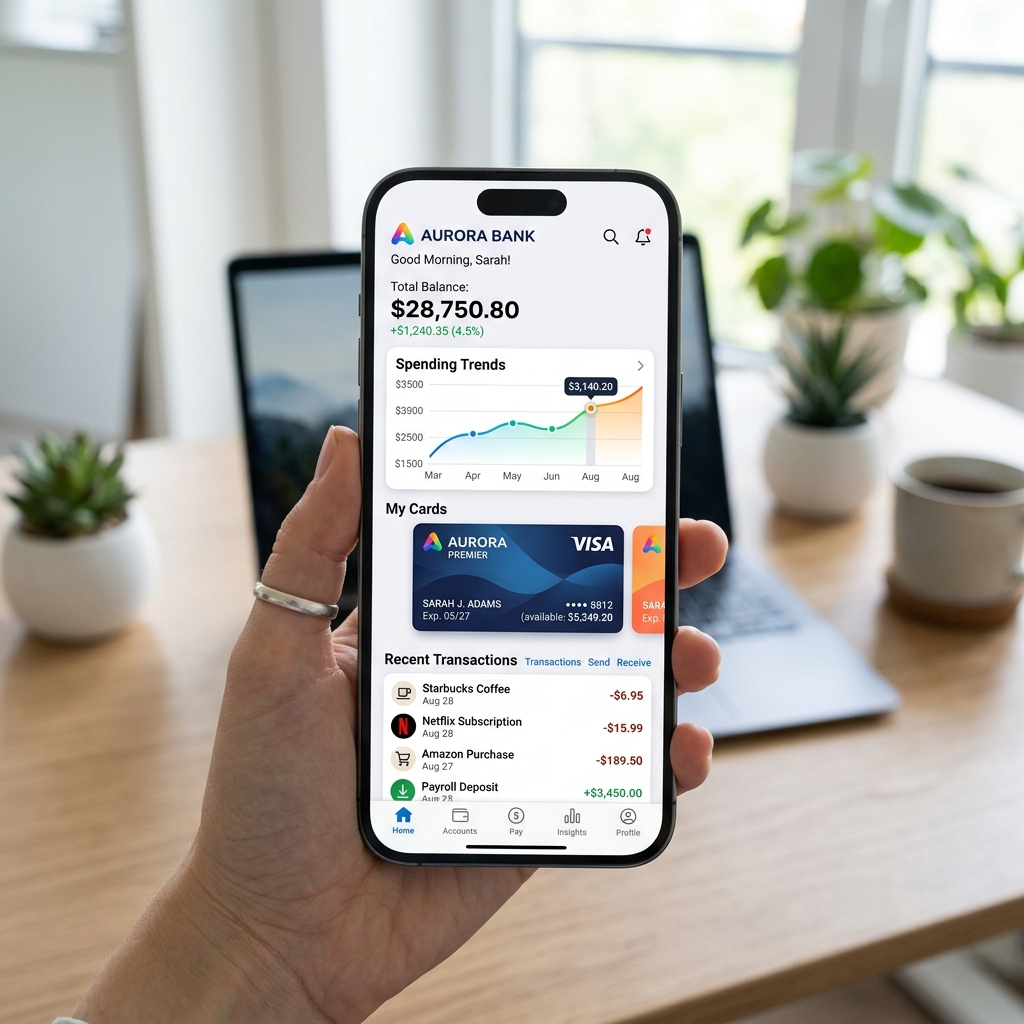 AURORA BANK
Good Morning, Sarah!
Total Balance:
$28,750.80
+$1,240.35 (4.5%)
Spending Trends
$3,140.20
$3500
$3900
$2500
$1500
Mar Apr May Jun Aug Aug
My Cards
AURORA
PREMIER
VISA
SARAH J. ADAMS
Exp. 05/27
•••• 8812
(available: $5,349.20
SARA
Exp.
Recent Transactions Transactions Send Receive
Starbucks Coffee
Aug 28
-$6.95
N
Netflix Subscription
Aug 28
-$15.99
Amazon Purchase
Aug 27
-$189.50
Payroll Deposit
+$3,450.00
$
Home Accounts Pay Insights Profile